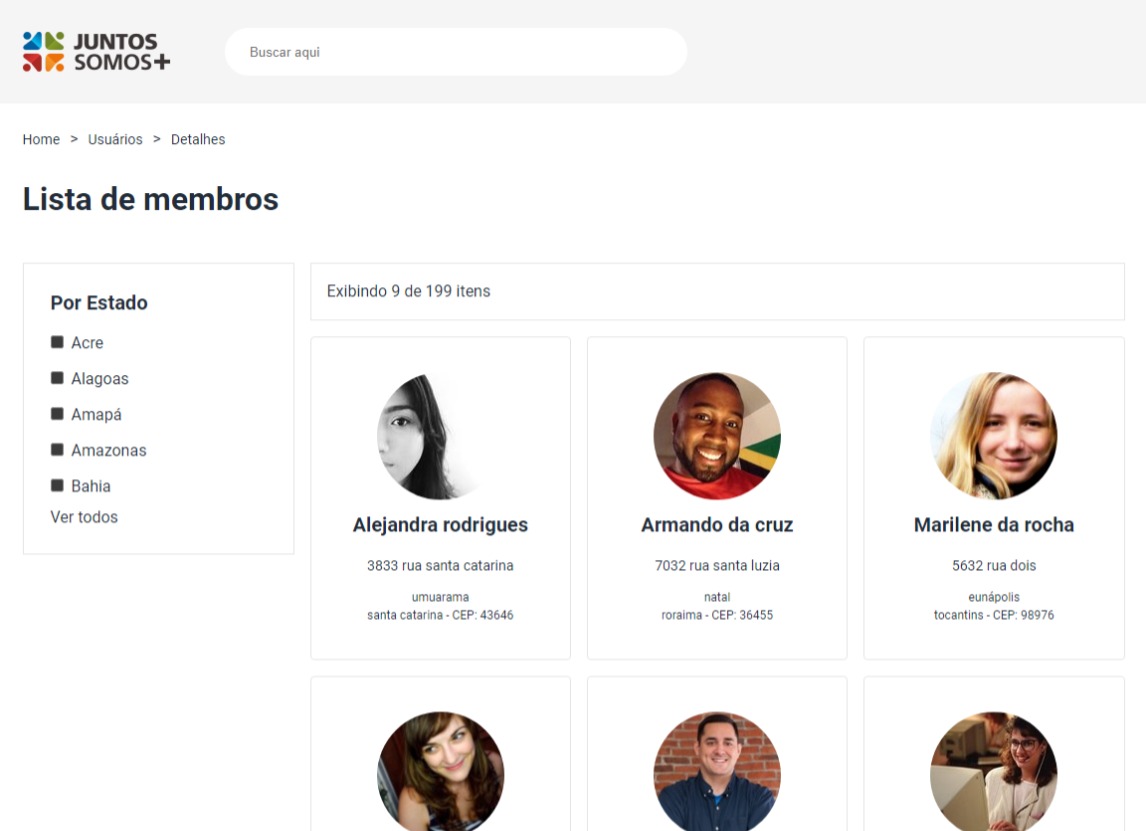 JUNTOS
SOMOS+
Buscar aqui
Home > Usuários > Detalhes
Lista de membros
Por Estado
Acre
Alagoas
Amapá
Amazonas
Bahia
Ver todos
Exibindo 9 de 199 itens
Alejandra rodrigues
3833 rua santa catarina
umuarama
santa catarina - CEP: 43646
Armando da cruz
7032 rua santa luzia
natal
roraima - CEP: 36455
Marilene da rocha
5632 rua dois
eunápolis
tocantins - CEP: 98976